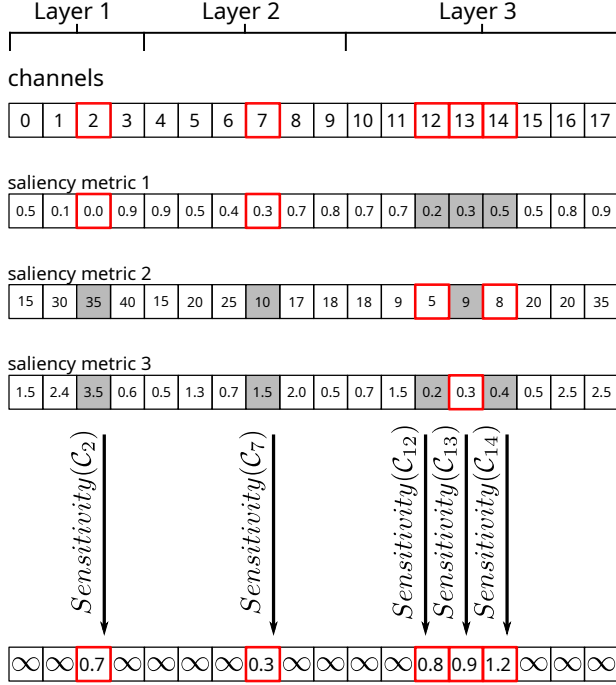 Layer 1 Layer 2 Layer 3
channels
0 1 2 3 4 5 6 7 8 9 10 11 12 13 14 15 16 17
saliency metric 1
0.5 0.1 0.0 0.9 0.9 0.5 0.4 0.3 0.7 0.8 0.7 0.7 0.2 0.3 0.5 0.5 0.8 0.9
saliency metric 2
15 30 35 40 15 20 25 10 17 18 18 9 5 9 8 20 20 35
saliency metric 3
1.5 2.4 3.5 0.6 0.5 1.3 0.7 1.5 2.0 0.5 0.7 1.5 0.2 0.3 0.4 0.5 2.5 2.5
Sensitivity(C₂)
Sensitivity(C₇)
Sensitivity(C₁₂)
Sensitivity(C₁₃)
Sensitivity(C₁₄)
∞ ∞ 0.7 ∞ ∞ ∞ ∞ 0.3 ∞ ∞ ∞ ∞ 0.8 0.9 1.2 ∞ ∞ ∞